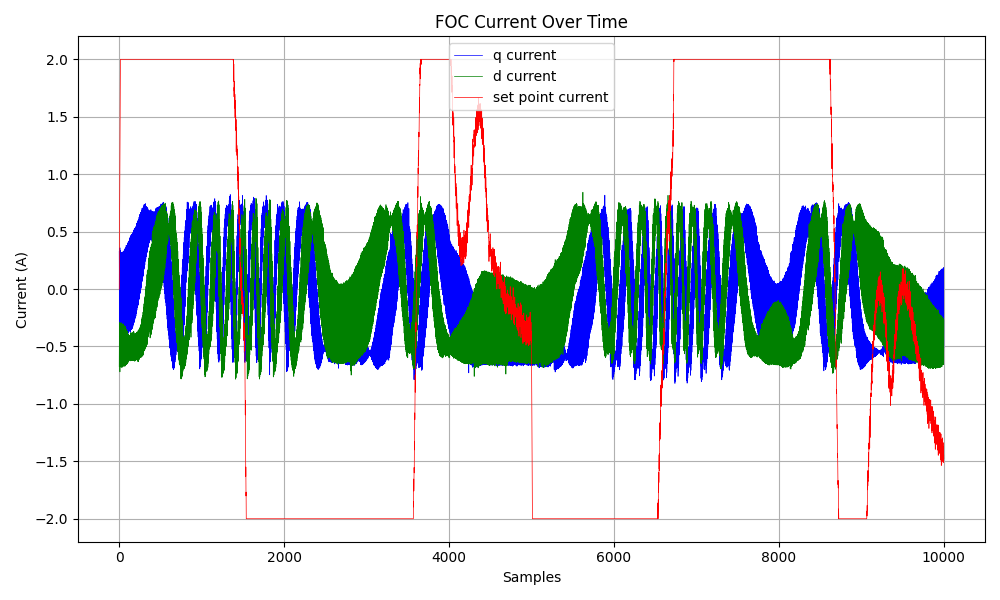 FOC Current Over Time
q current
d current
set point current
Current (A)
2.0
1.5
1.0
0.5
0.0
−0.5
−1.0
−1.5
−2.0
0
2000
4000
6000
8000
10000
Samples